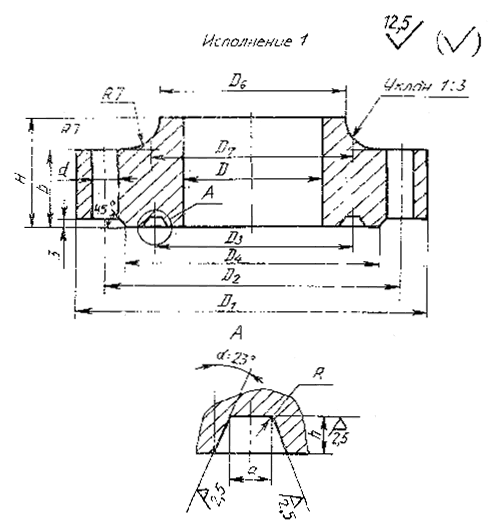 12,5
Исполнение 1
D6
Уклон 1:3
R7
R7
D7
d
D
H
b
A
45°
3
D3
D4
D2
D1
A
α=23°
R
h
2,5
a
2,5
2,5